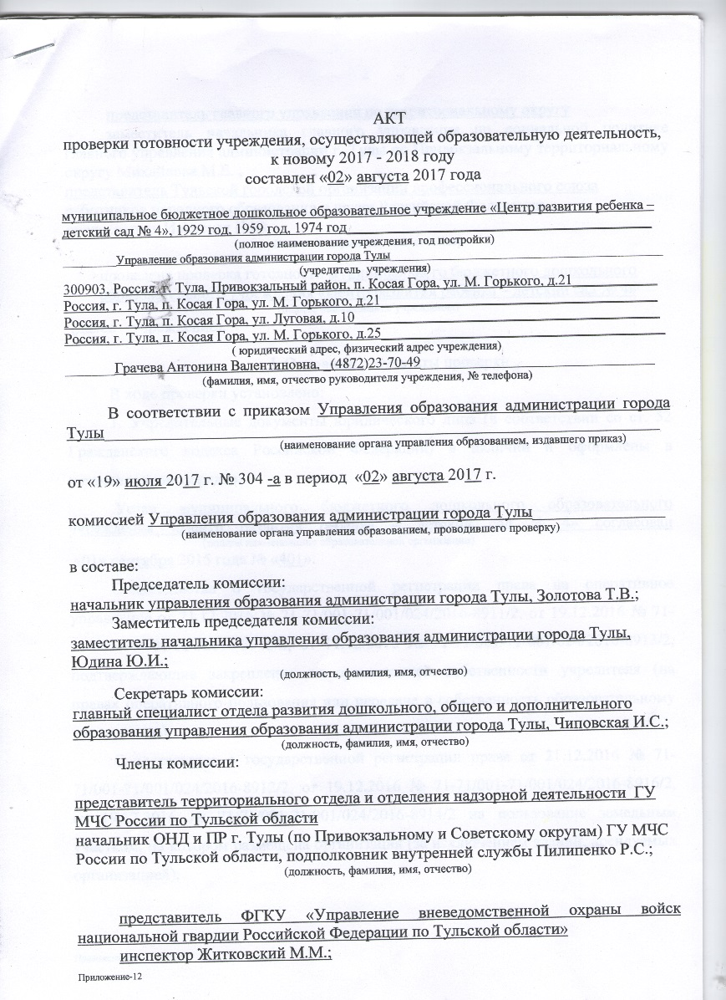 АКТ
проверки готовности учреждения, осуществляющей образовательную деятельность,
к новому 2017 - 2018 году
составлен «02» августа 2017 года
муниципальное бюджетное дошкольное образовательное учреждение «Центр развития ребенка –
детский сад № 4», 1929 год, 1959 год, 1974 год
(полное наименование учреждения, год постройки)
Управление образования администрации города Тулы
(учредитель учреждения)
300903, Россия, г. Тула, Привокзальный район, п. Косая Гора, ул. М. Горького, д.21
Россия, г. Тула, п. Косая Гора, ул. М. Горького, д.21
Россия, г. Тула, п. Косая Гора, ул. Луговая, д.10
Россия, г. Тула, п. Косая Гора, ул. М. Горького, д.25
( юридический адрес, физический адрес учреждения)
Грачева Антонина Валентиновна, _(4872)23-70-49
(фамилия, имя, отчество руководителя учреждения, № телефона)
В соответствии с приказом Управления образования администрации города
Тулы
(наименование органа управления образованием, издавшего приказ)
от «19» июля 2017 г. № 304 -а в период «02» августа 2017 г.
комиссией Управления образования администрации города Тулы
(наименование органа управления образованием, проводившего проверку)
в составе:
Председатель комиссии:
начальник управления образования администрации города Тулы, Золотова Т.В.;
Заместитель председателя комиссии:
заместитель начальника управления образования администрации города Тулы,
Юдина Ю.И.;
(должность, фамилия, имя, отчество)
Секретарь комиссии:
главный специалист отдела развития дошкольного, общего и дополнительного
образования управления образования администрации города Тулы, Чиповская И.С.;
(должность, фамилия, имя, отчество)
Члены комиссии:
представитель территориального отдела и отделения надзорной деятельности ГУ
МЧС России по Тульской области
начальник ОНД и ПР г. Тулы (по Привокзальному и Советскому округам) ГУ МЧС
России по Тульской области, подполковник внутренней службы Пилипенко Р.С.;
(должность, фамилия, имя, отчество)
представитель ФГКУ «Управление вневедомственной охраны войск
национальной гвардии Российской Федерации по Тульской области»
инспектор Житковский М.М.;
Приложение-12